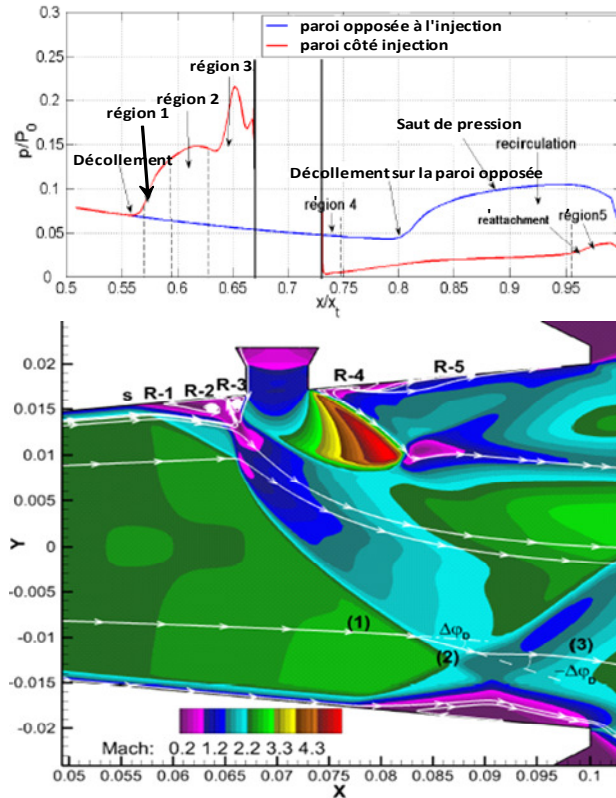 paroi opposée à l'injection
paroi côté injection
p/P0
0.3
0.25
0.2
0.15
0.1
0.05
0
région 3
région 2
région 1
Décollement
Saut de pression
recirculation
Décollement sur la paroi opposée
région 4
réattachment
région5
0.5 0.55 0.6 0.65 0.7 0.75 0.8 0.85 0.9 0.95
x/xt
s R-1 R-2 R-3 R-4 R-5
0.02
0.015
0.01
0.005
0
-0.005
-0.01
-0.015
-0.02
Y
(1)
(2)
(3)
ΔφD
-ΔφD
Mach: 0.2 1.2 2.2 3.3 4.3
0.05 0.055 0.06 0.065 0.07 0.075 0.08 0.085 0.09 0.095 0.1
X